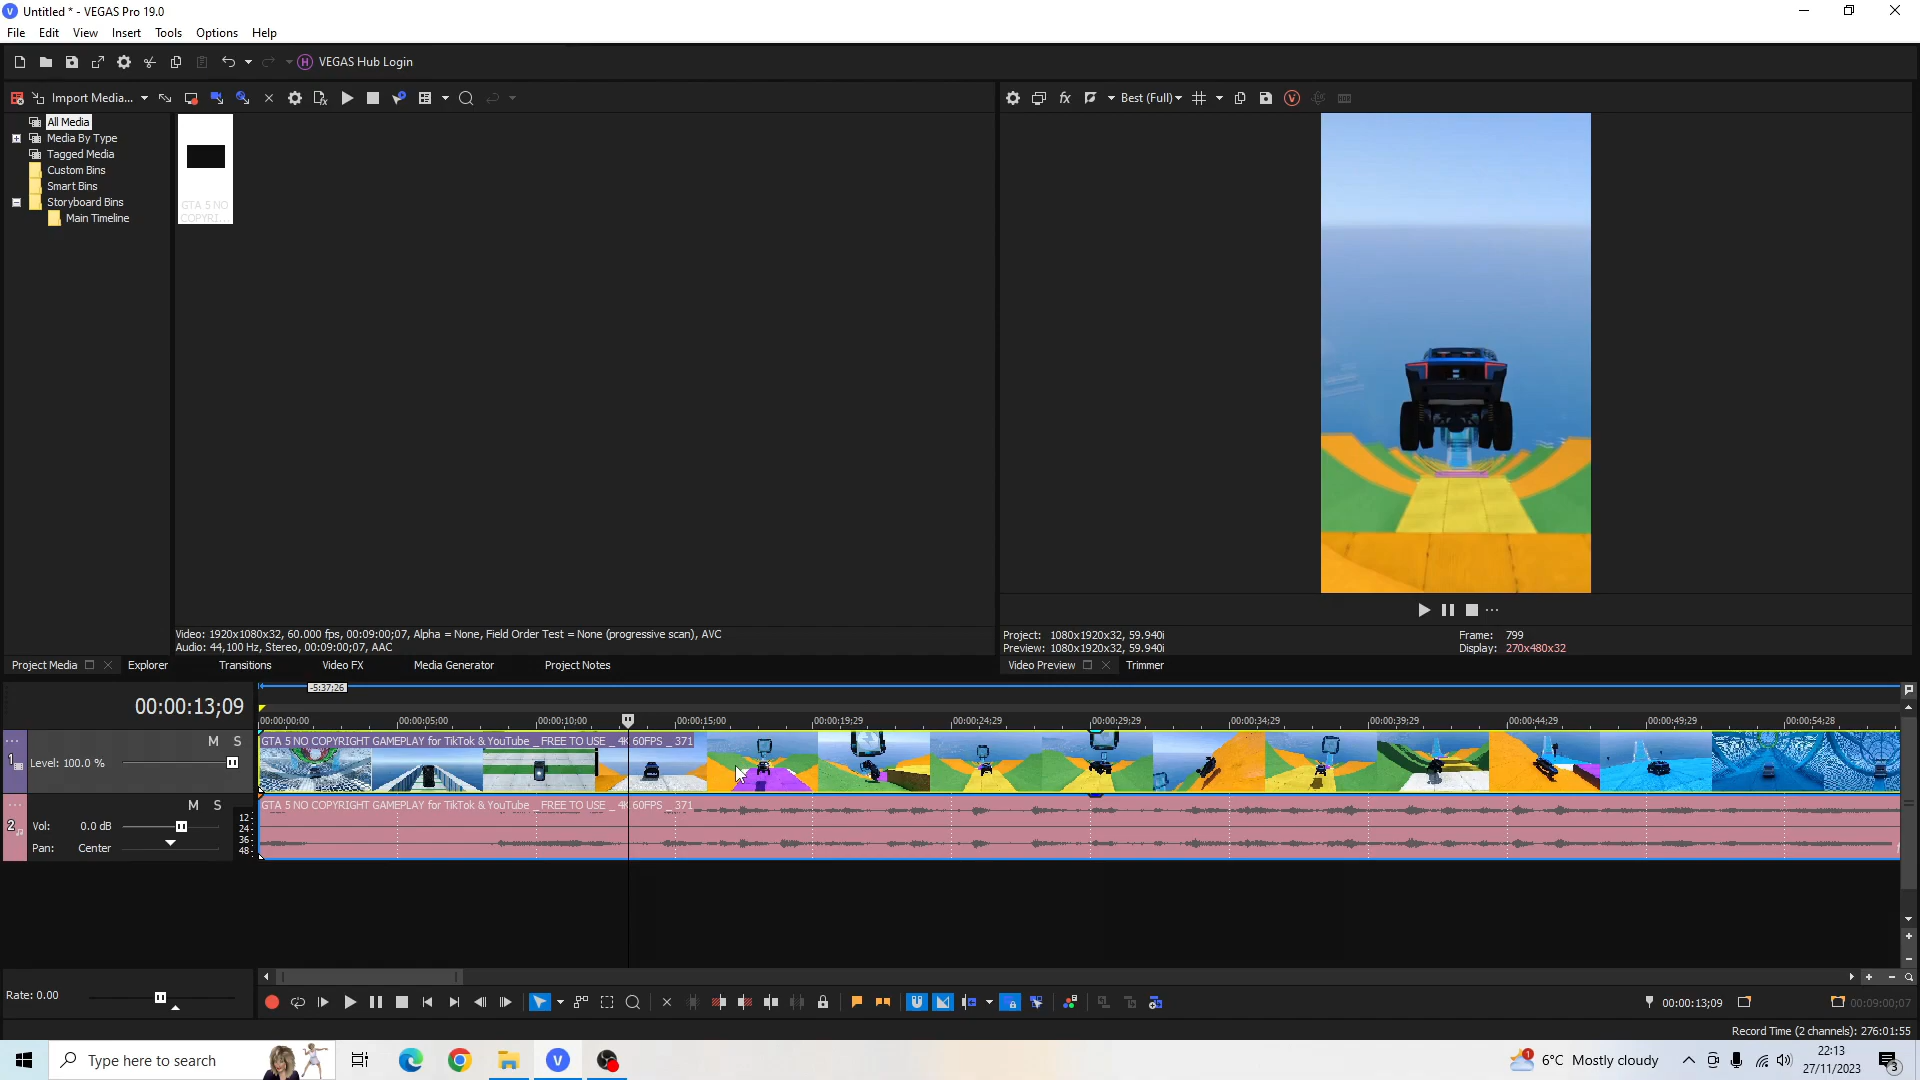 Untitled * - VEGAS Pro 19.0
File Edit View Insert Tools Options Help
VEGAS Hub Login
Import Media...
Best (Full)
All Media
Media By Type
Tagged Media
Custom Bins
Smart Bins
Storyboard Bins
Main Timeline
GTA 5 NO
COPYRI...
Video: 1920x1080x32, 60.000 fps, 00:09:00;07, Alpha = None, Field Order Test = None (progressive scan), AVC
Audio: 44,100 Hz, Stereo, 00:09:00;07, AAC
Project: 1080x1920x32, 59.940i
Preview: 1080x1920x32, 59.940i
Frame: 799
Display: 270x480x32
Project Media Explorer Transitions Video FX Media Generator Project Notes
Video Preview Trimmer
-5:37;26
00:00:13;09
00:00:00;00 00:00:05;00 00:00:10;00 00:00:15;00 00:00:19;29 00:00:24;29 00:00:29;29 00:00:34;29 00:00:39;29 00:00:44;29 00:00:49;29 00:00:54;28
M S
GTA 5 NO COPYRIGHT GAMEPLAY for TikTok & YouTube _ FREE TO USE _ 4K 60FPS _ 371
1
Level: 100.0 %
M S
GTA 5 NO COPYRIGHT GAMEPLAY for TikTok & YouTube _ FREE TO USE _ 4K 60FPS _ 371
2
Vol: 0.0 dB
Pan: Center
12
24
36
48
Rate: 0.00
00:00:13;09
00:09:00;07
Record Time (2 channels): 276:01:55
Type here to search
1
6°C Mostly cloudy
22:13
27/11/2023
3